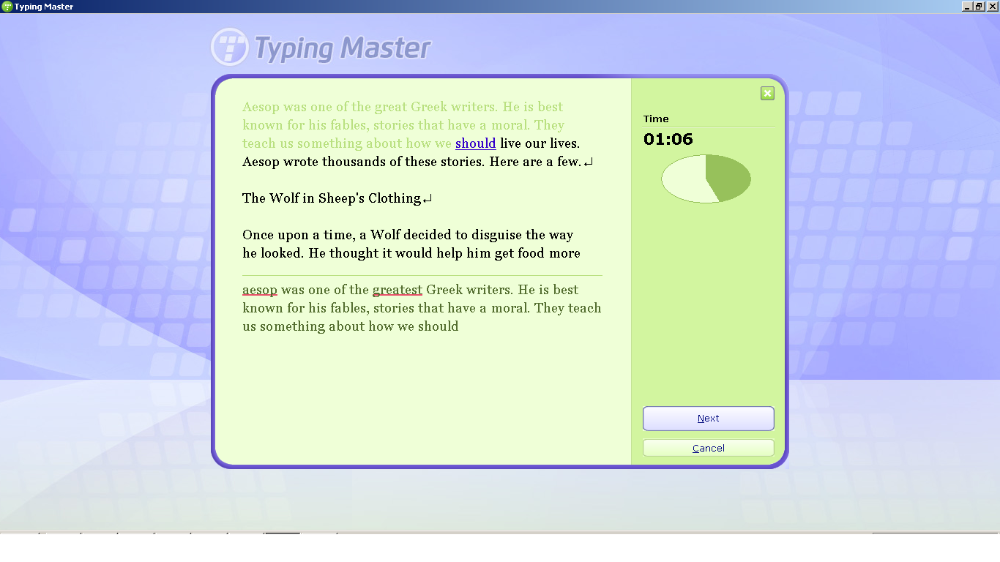 Typing Master
Typing Master
Aesop was one of the great Greek writers. He is best
known for his fables, stories that have a moral. They
teach us something about how we should live our lives.
Aesop wrote thousands of these stories. Here are a few.↵
The Wolf in Sheep's Clothing↵
Once upon a time, a Wolf decided to disguise the way
he looked. He thought it would help him get food more
aesop was one of the greatest Greek writers. He is best
known for his fables, stories that have a moral. They teach
us something about how we should
Time
01:06
Next
Cancel